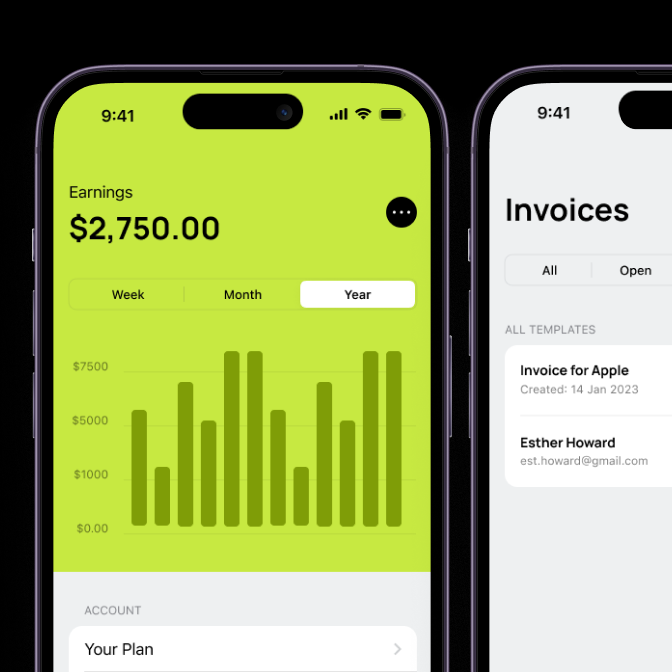 9:41
Earnings
$2,750.00
Week Month Year
$7500
$5000
$1000
$0.00
ACCOUNT
Your Plan
9:41
Invoices
All Open
ALL TEMPLATES
Invoice for Apple
Created: 14 Jan 2023
Esther Howard
est.howard@gmail.com